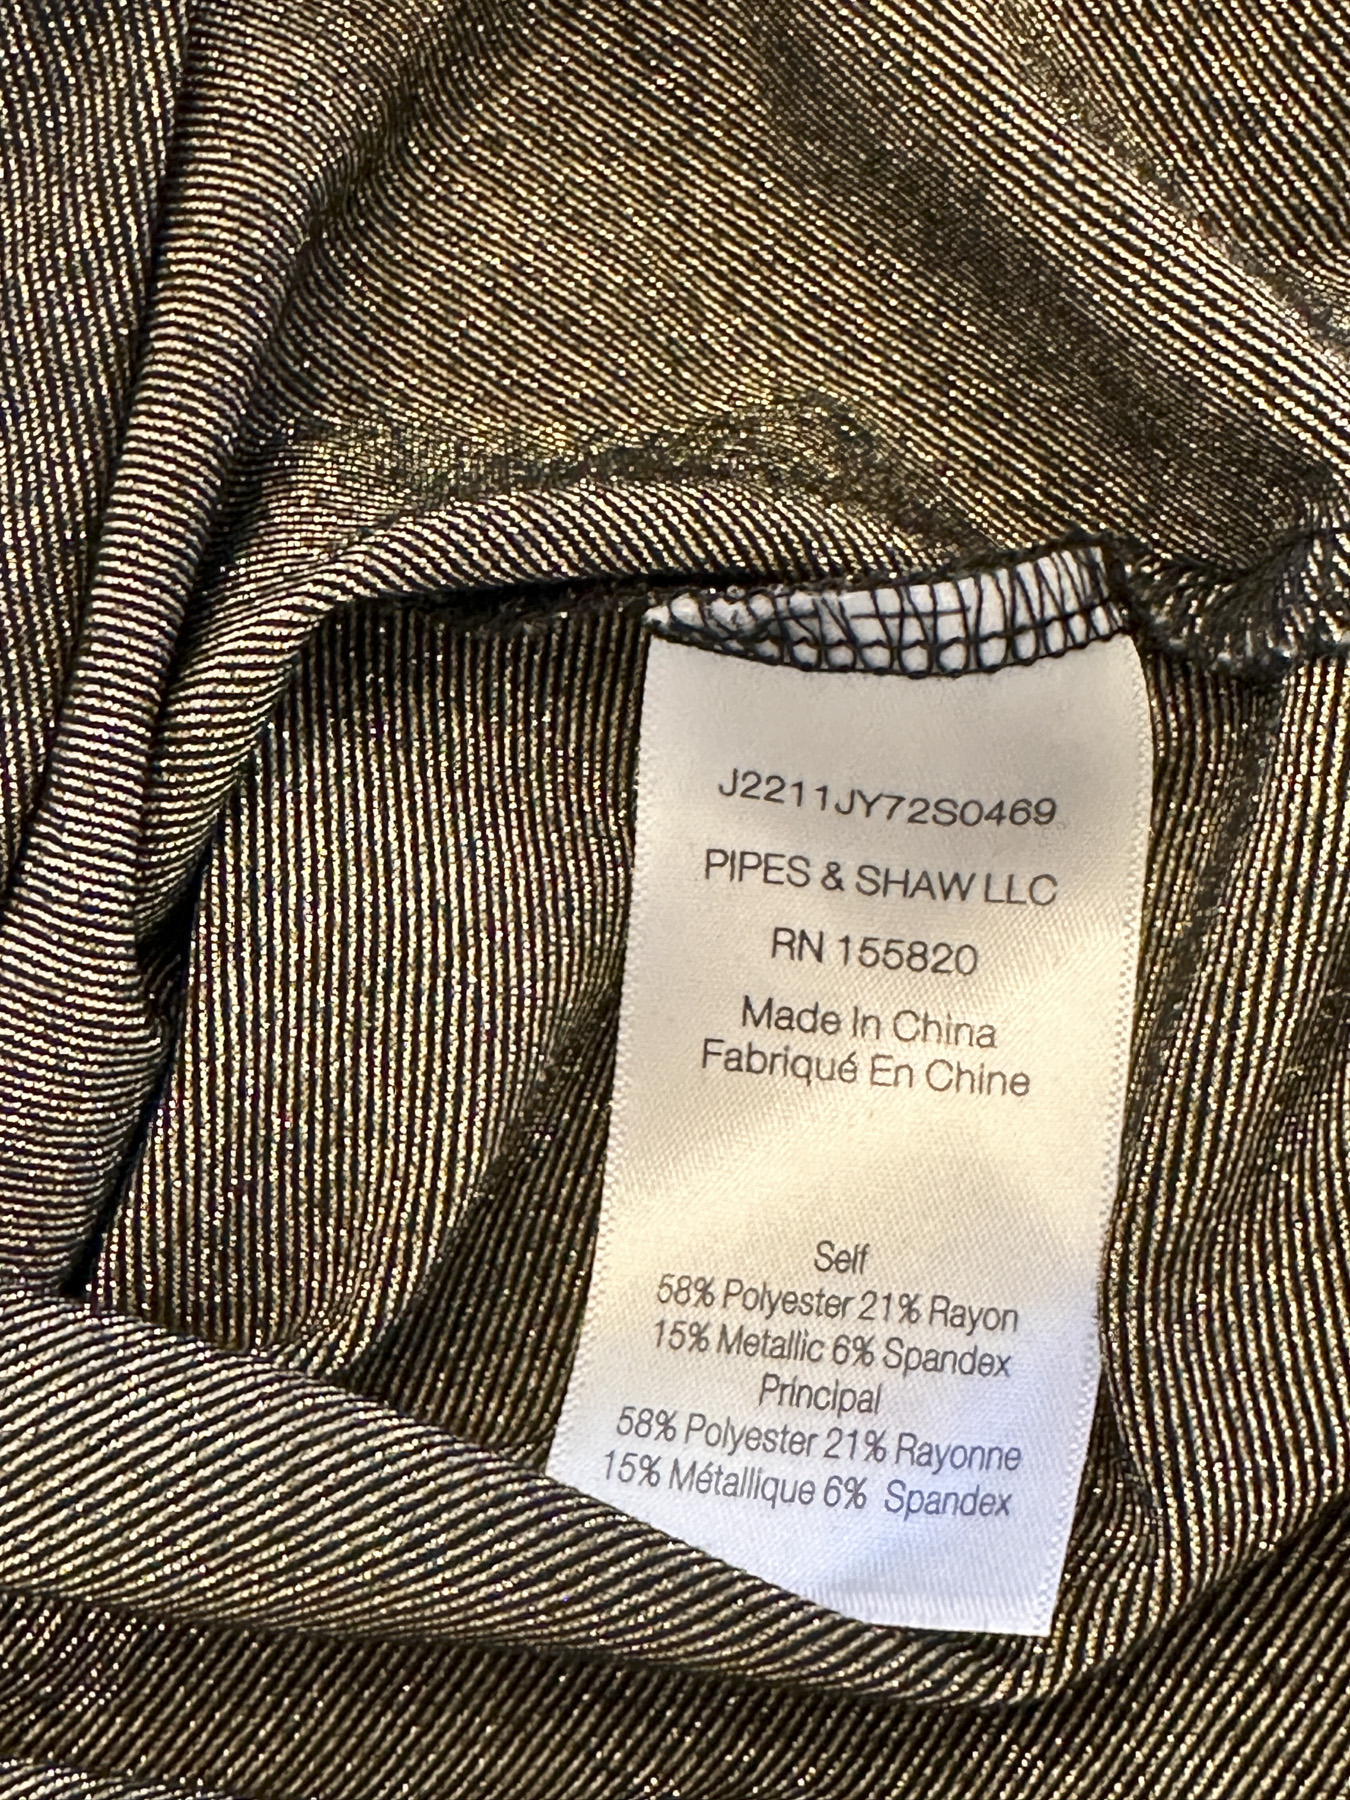 J2211JY72S0469
PIPES & SHAW LLC
RN 155820
Made In China
Fabriqué En Chine
Self
58% Polyester 21% Rayon
15% Metallic 6% Spandex
Principal
58% Polyester 21% Rayonne
15% Métallique 6% Spandex